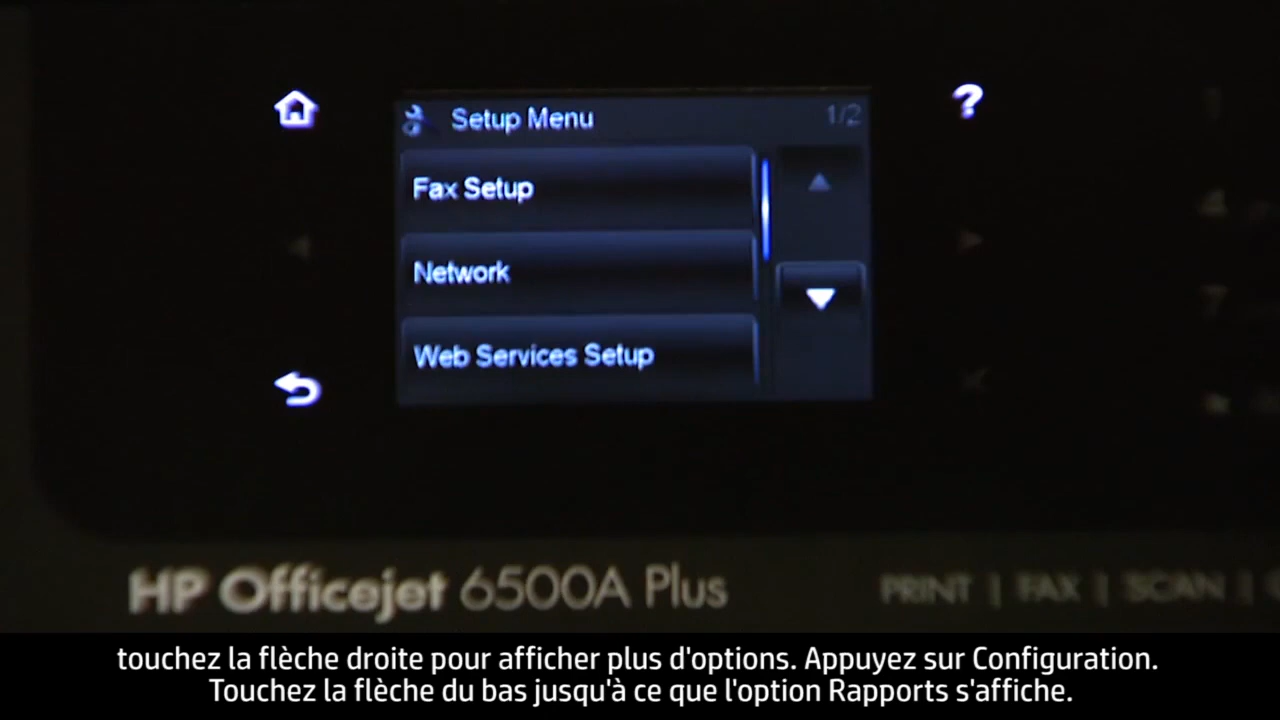 Setup Menu 1/2
Fax Setup
Network
Web Services Setup
HP Officejet 6500A Plus PRINT | FAX | SCAN |
touchez la flèche droite pour afficher plus d'options. Appuyez sur Configuration.
Touchez la flèche du bas jusqu'à ce que l'option Rapports s'affiche.